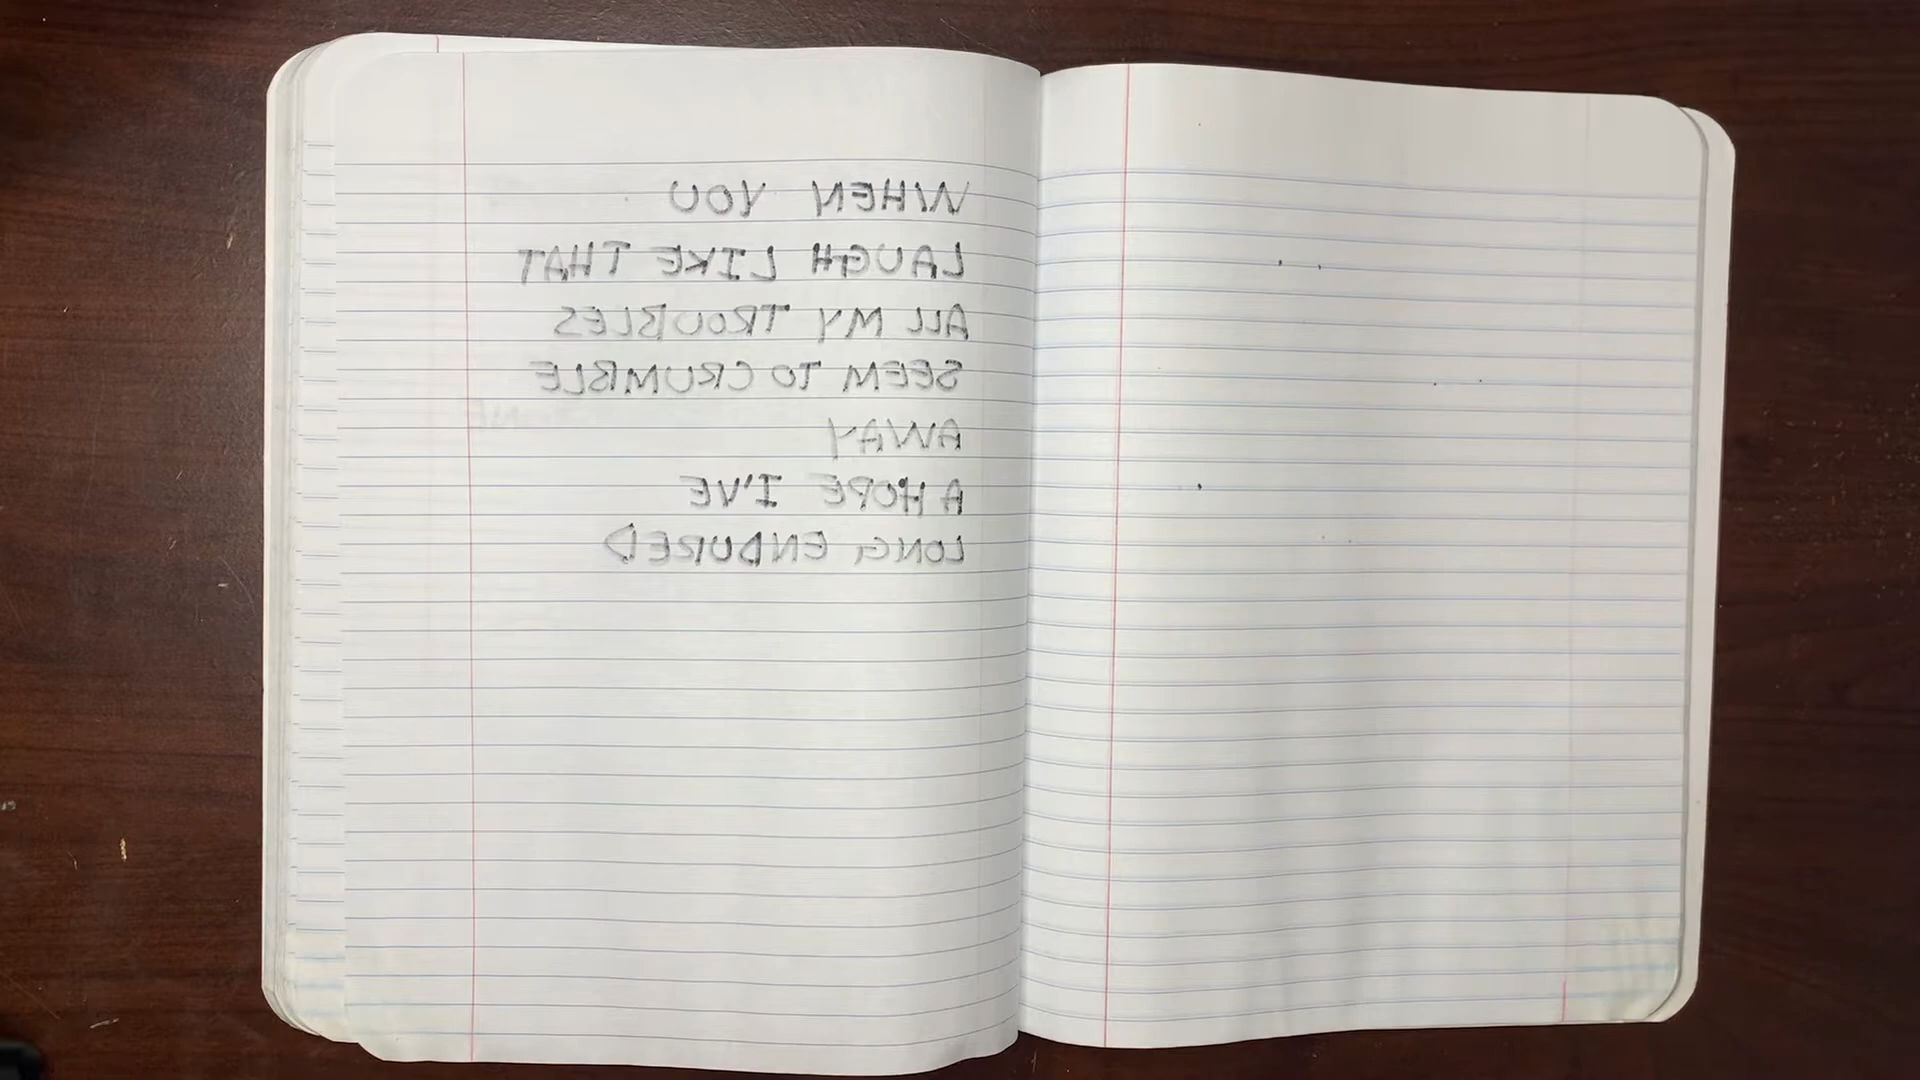 WHEN YOU
LAUGH LIKE THAT
ALL MY TROUBLES
SEEM TO CRUMBLE
AWAY
A HOPE I'VE
LONG ENDURED